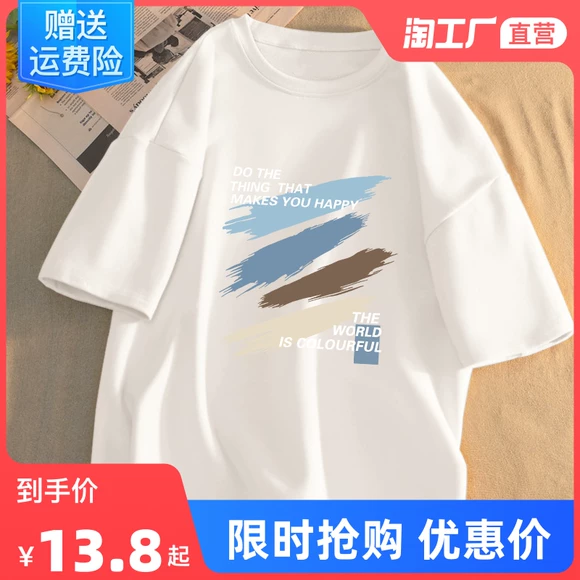 赠送
运费险
淘工厂 直营
DO THE
THING THAT
MAKES YOU HAPPY
THE
WORLD
IS COLOURFUL
到手价
¥13.8起
限时抢购 优惠价